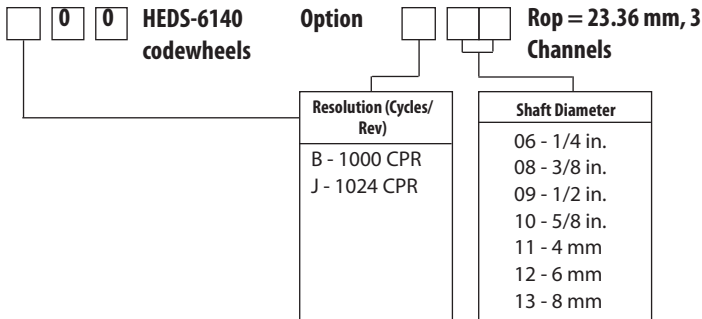 0 0 HEDS-6140 Option Rop = 23.36 mm, 3
codewheels Channels
Resolution (Cycles/
Rev)
B - 1000 CPR
J - 1024 CPR
Shaft Diameter
06 - 1/4 in.
08 - 3/8 in.
09 - 1/2 in.
10 - 5/8 in.
11 - 4 mm
12 - 6 mm
13 - 8 mm